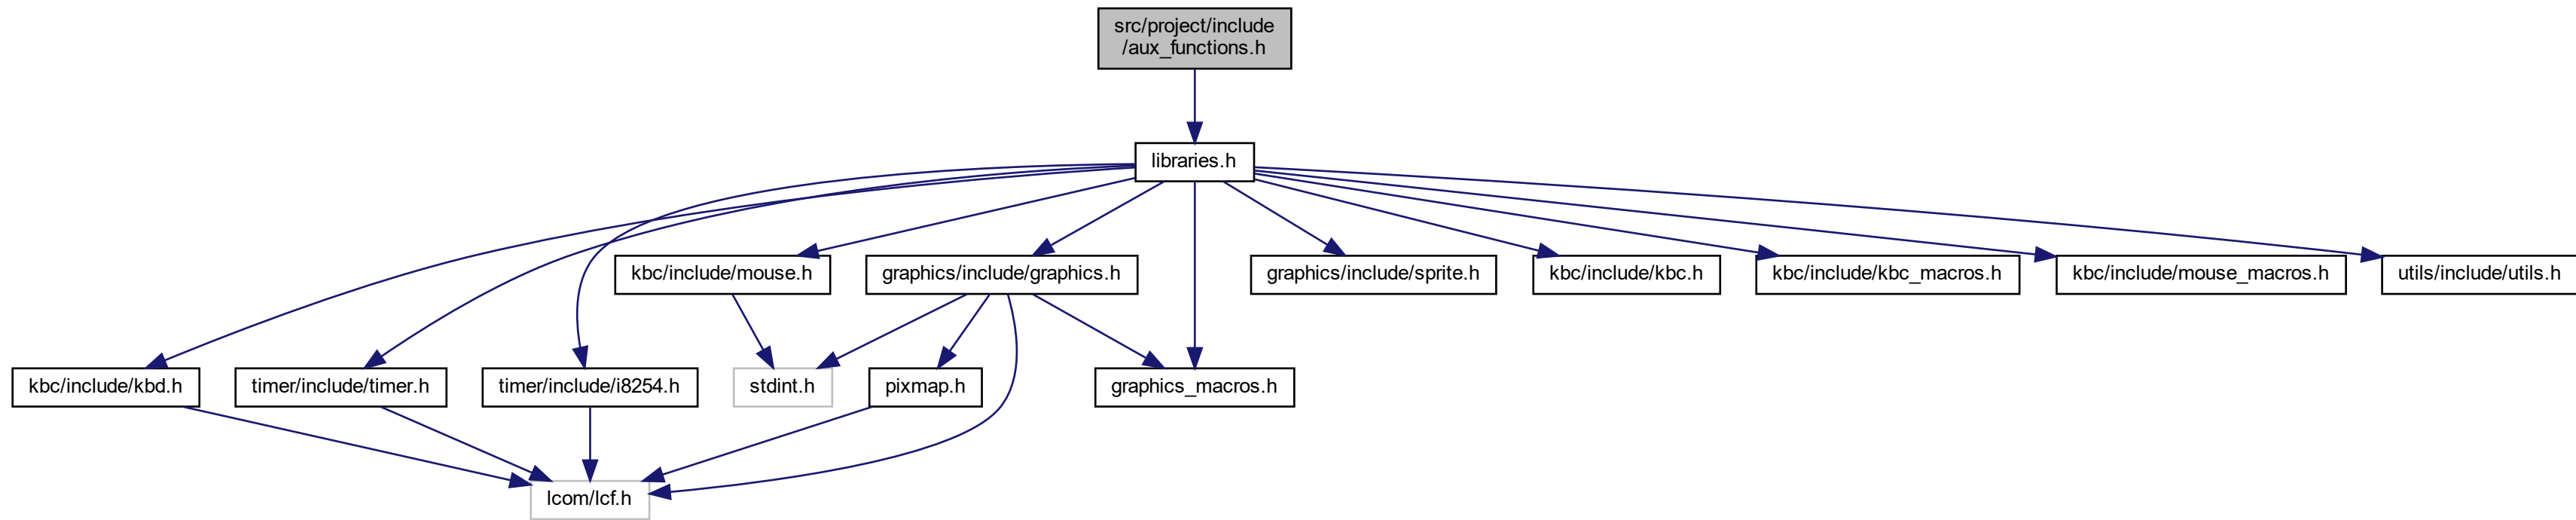 src/project/include
/aux_functions.h
libraries.h
kbc/include/mouse.h
graphics/include/graphics.h
graphics/include/sprite.h
kbc/include/kbc.h
kbc/include/kbc_macros.h
kbc/include/mouse_macros.h
utils/include/utils.h
kbc/include/kbd.h
timer/include/timer.h
timer/include/i8254.h
stdint.h
pixmap.h
graphics_macros.h
lcom/lcf.h